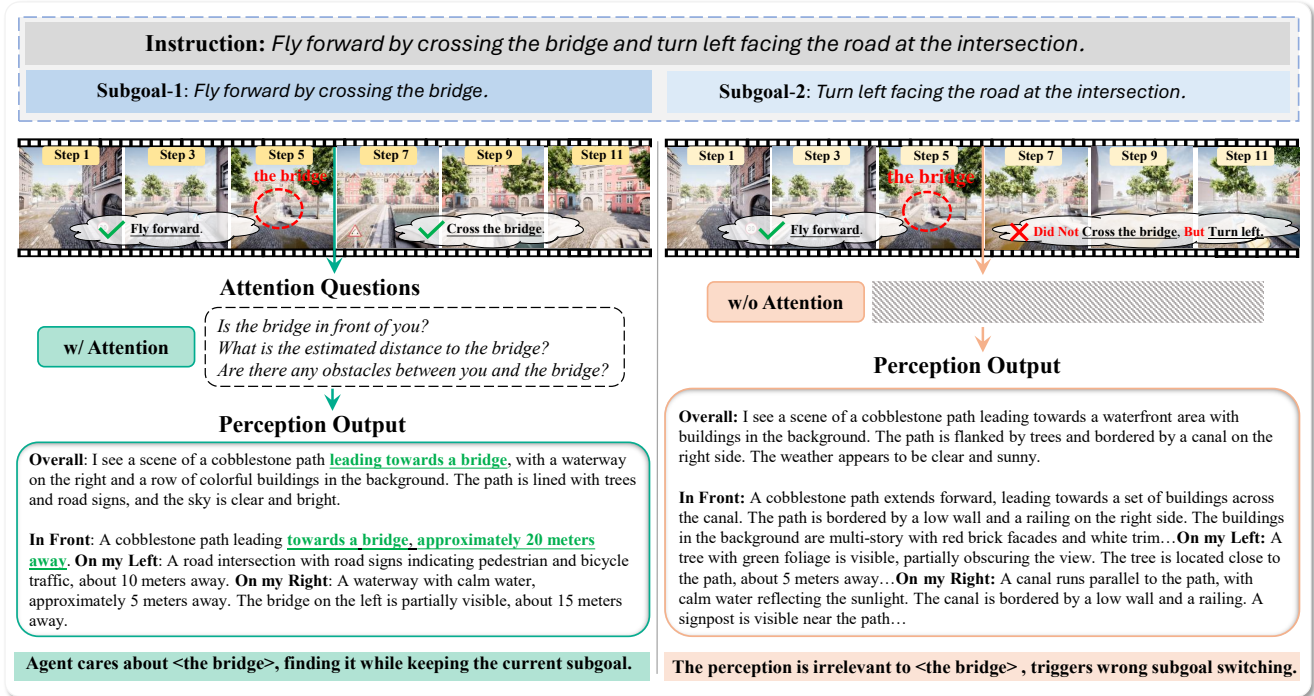 Instruction: Fly forward by crossing the bridge and turn left facing the road at the intersection.
Subgoal-1: Fly forward by crossing the bridge.
Subgoal-2: Turn left facing the road at the intersection.
Step 1
Step 3
Step 5
Step 7
Step 9
Step 11
the bridge
Fly forward.
Cross the bridge.
Attention Questions
w/ Attention
Is the bridge in front of you?
What is the estimated distance to the bridge?
Are there any obstacles between you and the bridge?
Perception Output
Overall: I see a scene of a cobblestone path leading towards a bridge, with a waterway
on the right and a row of colorful buildings in the background. The path is lined with trees
and road signs, and the sky is clear and bright.
In Front: A cobblestone path leading towards a bridge, approximately 20 meters
away. On my Left: A road intersection with road signs indicating pedestrian and bicycle
traffic, about 10 meters away. On my Right: A waterway with calm water,
approximately 5 meters away. The bridge on the left is partially visible, about 15 meters
away.
Agent cares about <the bridge>, finding it while keeping the current subgoal.
Step 1
Step 3
Step 5
Step 7
Step 9
Step 11
the bridge
Fly forward.
Did Not Cross the bridge, But Turn left.
w/o Attention
Perception Output
Overall: I see a scene of a cobblestone path leading towards a waterfront area with
buildings in the background. The path is flanked by trees and bordered by a canal on the
right side. The weather appears to be clear and sunny.
In Front: A cobblestone path extends forward, leading towards a set of buildings across
the canal. The path is bordered by a low wall and a railing on the right side. The buildings
in the background are multi-story with red brick facades and white trim…On my Left: A
tree with green foliage is visible, partially obscuring the view. The tree is located close to
the path, about 5 meters away…On my Right: A canal runs parallel to the path, with
calm water reflecting the sunlight. The canal is bordered by a low wall and a railing. A
signpost is visible near the path…
The perception is irrelevant to <the bridge> , triggers wrong subgoal switching.